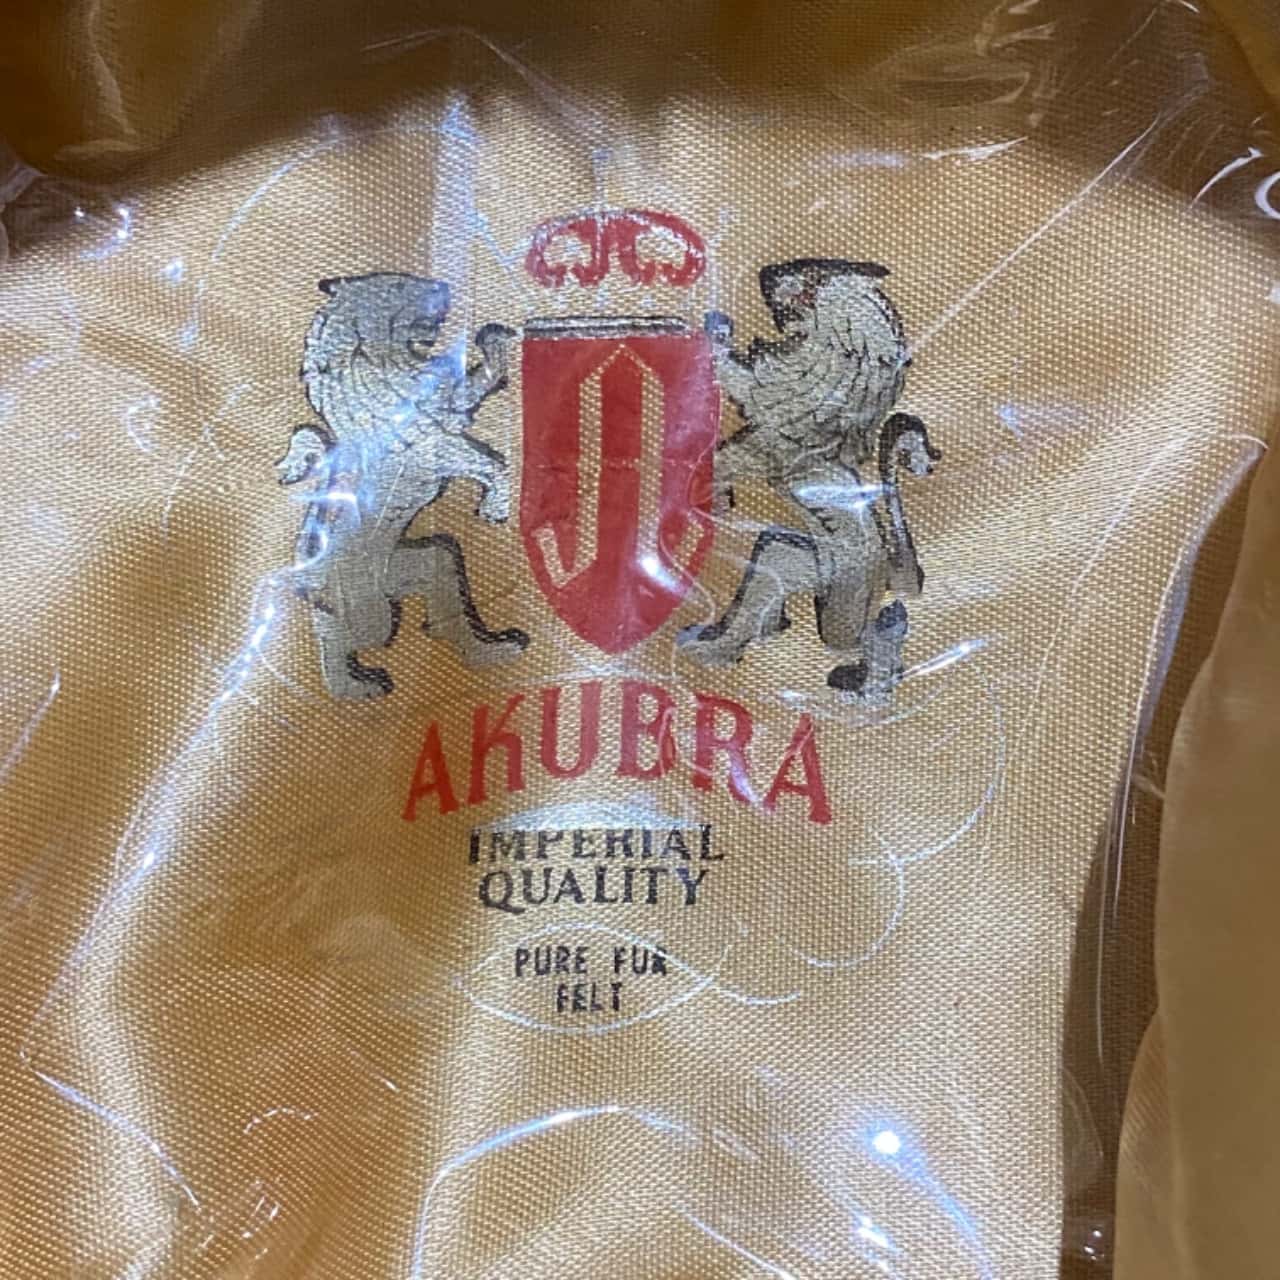 A
AKUBRA
IMPERIAL
QUALITY
PURE FUR
FELT